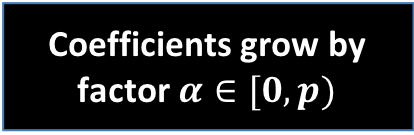 Coefficients grow by
factor α ∈ [0, p)